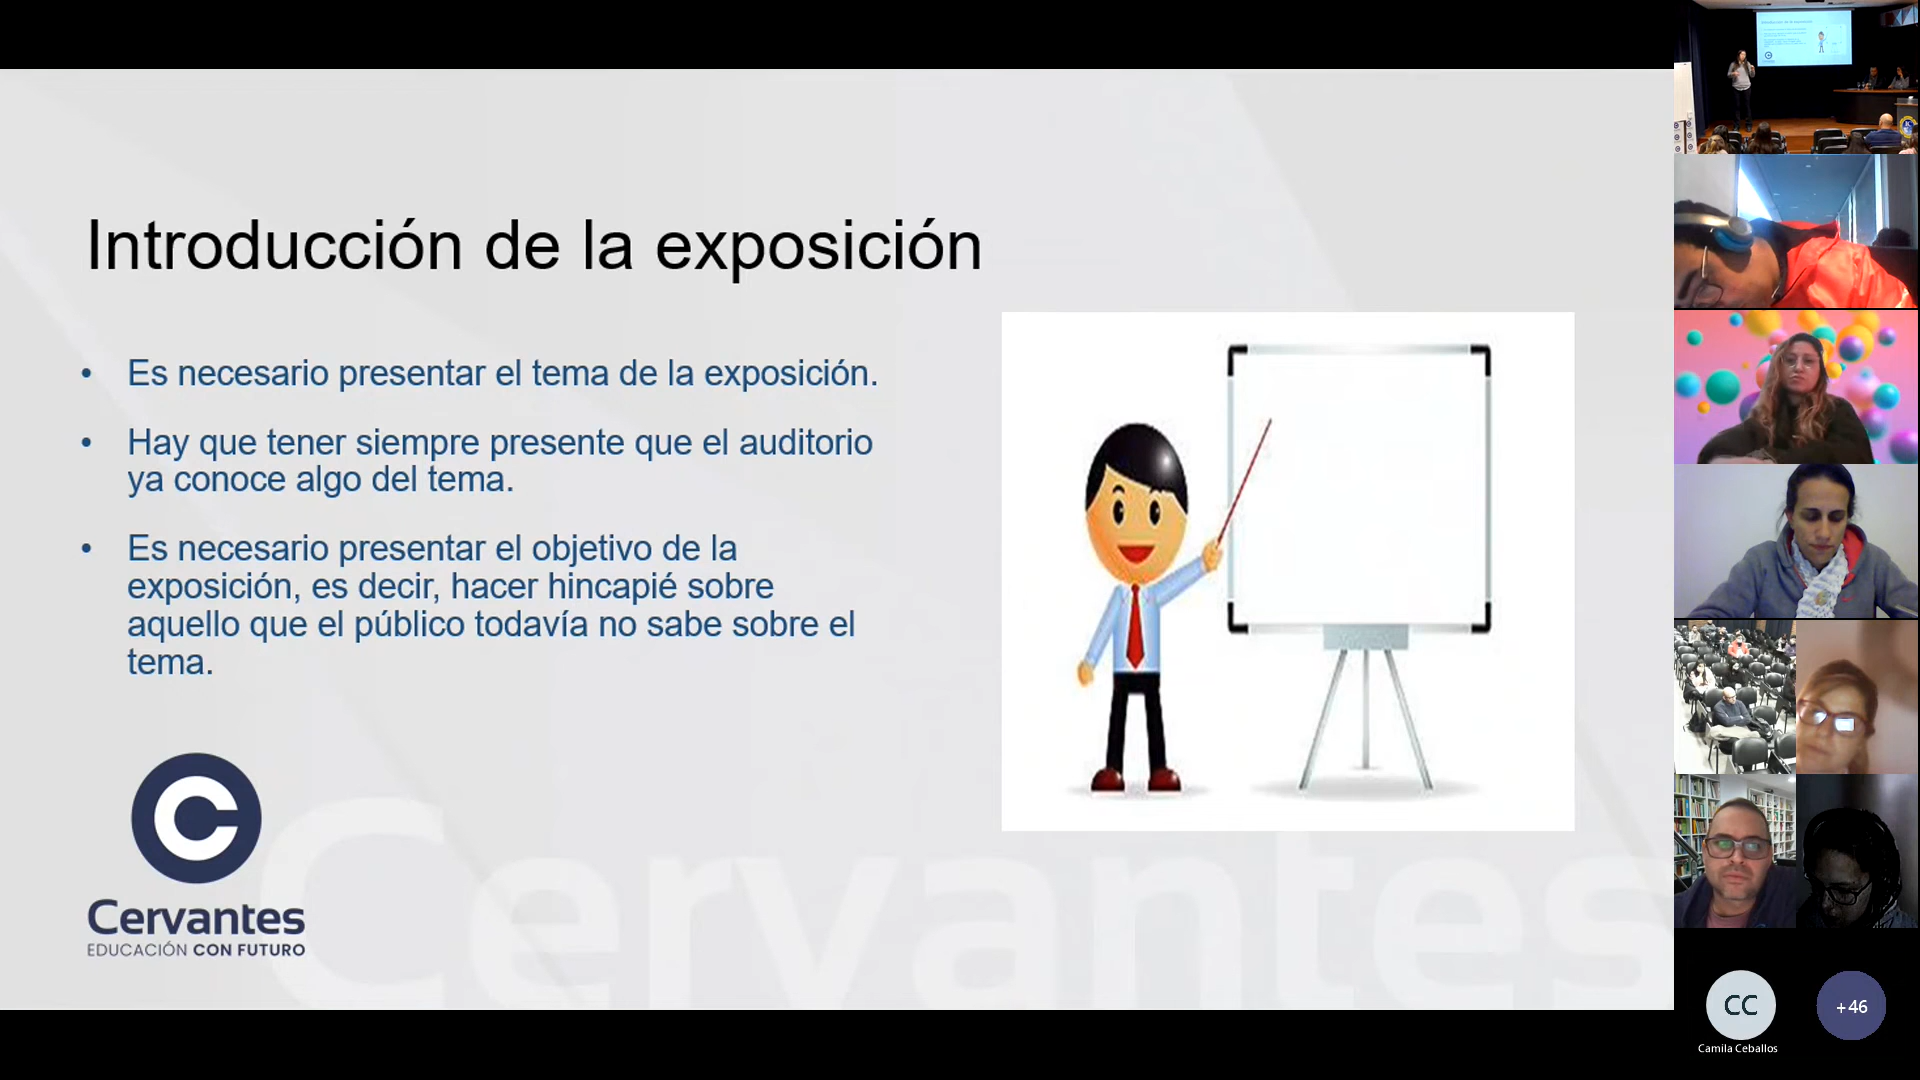 Introducción de la exposición
• Es necesario presentar el tema de la exposición.
• Hay que tener siempre presente que el auditorio
ya conoce algo del tema.
• Es necesario presentar el objetivo de la
exposición, es decir, hacer hincapié sobre
aquello que el público todavía no sabe sobre el
tema.
C
Cervantes
EDUCACIÓN CON FUTURO
Cervantes
CC
+46
Camila Ceballos